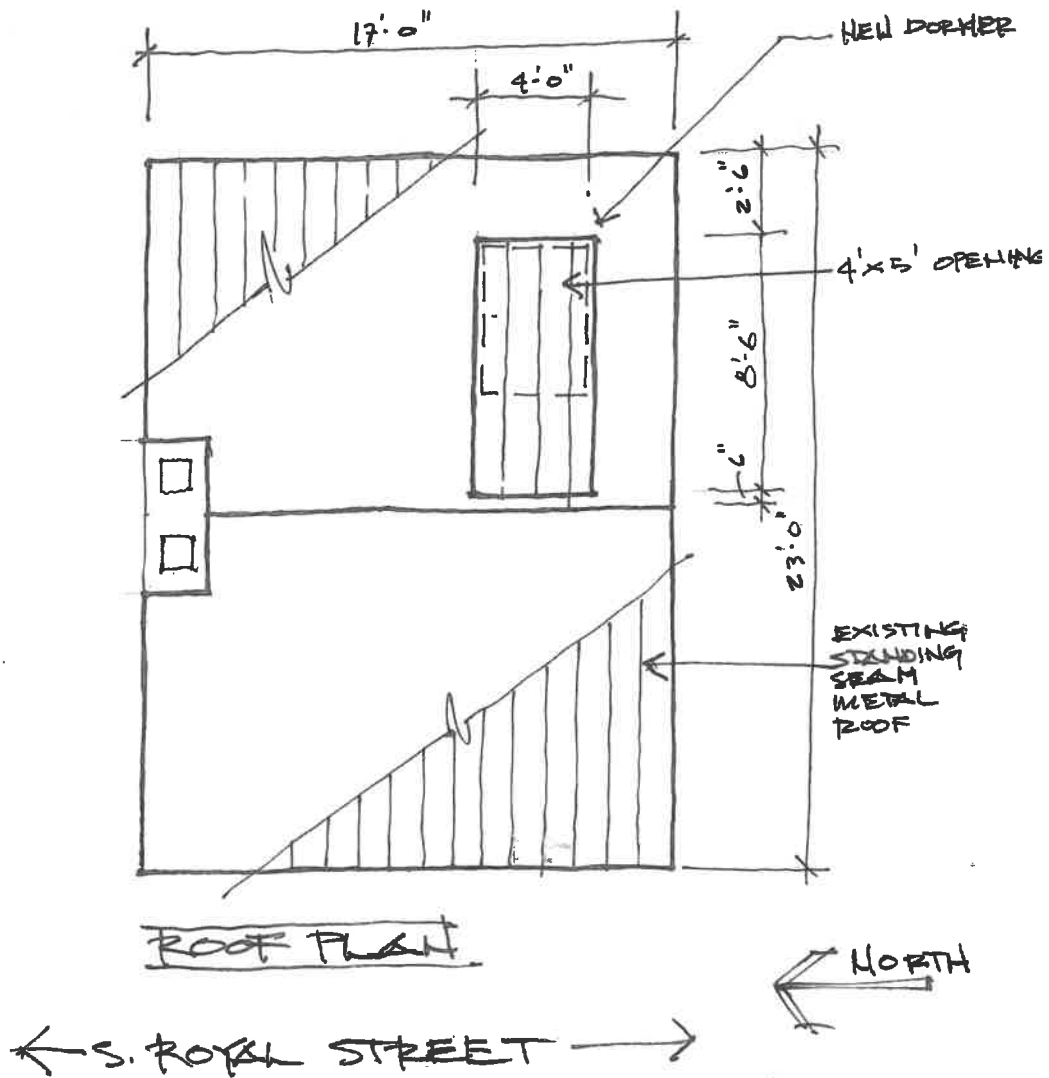 17'-0"
NEW DORMER
4'-0"
2'-6"
4'X5' OPENING
8'-6"
6"
23'-0"
EXISTING
STANDING
SEAM
METAL
ROOF
ROOF PLAN
NORTH
S. ROYAL STREET